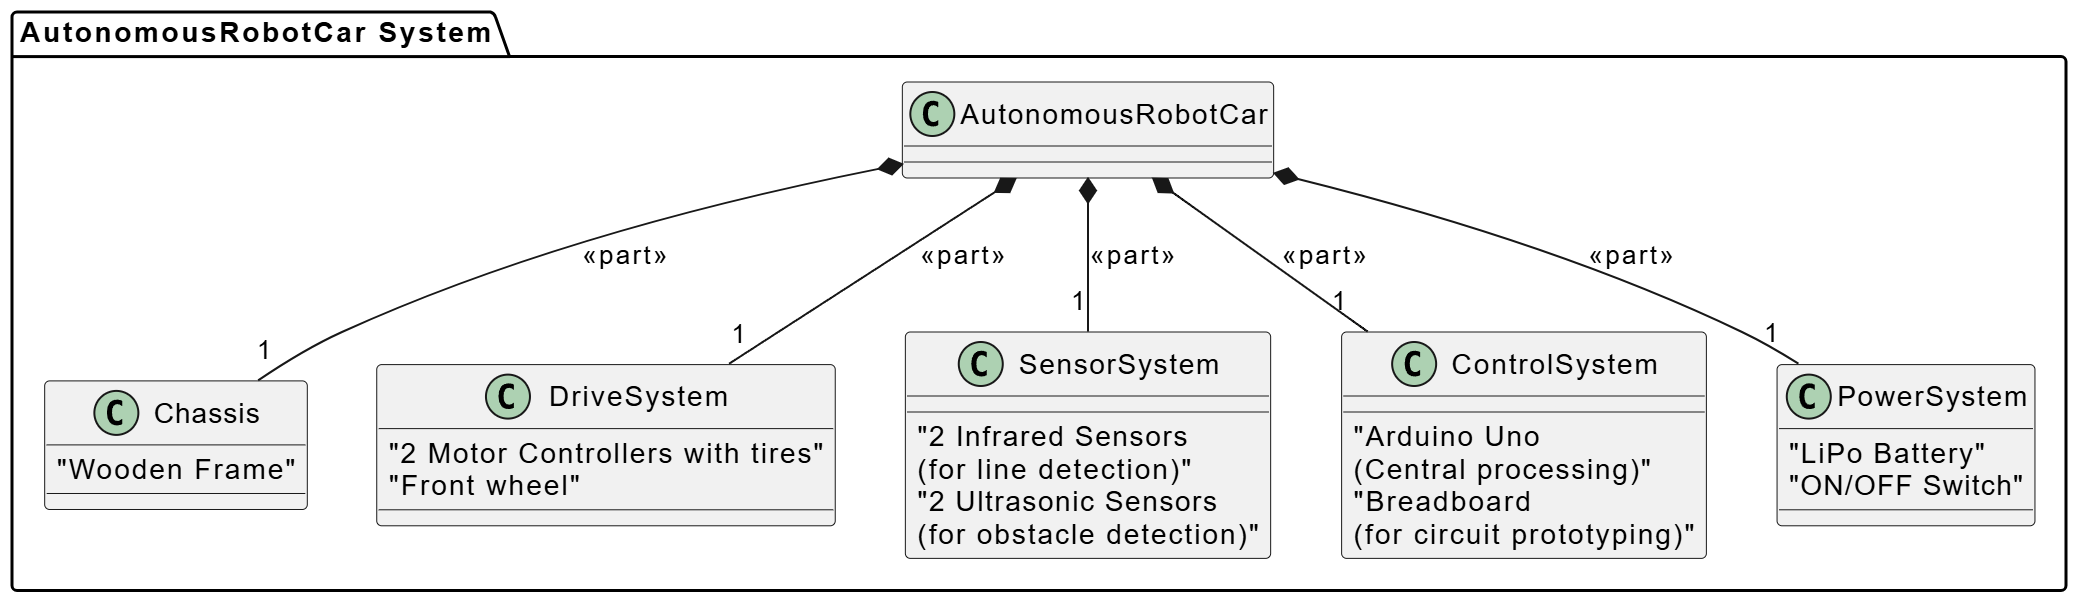 AutonomousRobotCar System
C AutonomousRobotCar
«part» «part» «part» «part» «part»
1 1 1 1 1
C Chassis
"Wooden Frame"
C DriveSystem
"2 Motor Controllers with tires"
"Front wheel"
C SensorSystem
"2 Infrared Sensors
(for line detection)"
"2 Ultrasonic Sensors
(for obstacle detection)"
C ControlSystem
"Arduino Uno
(Central processing)"
"Breadboard
(for circuit prototyping)"
C PowerSystem
"LiPo Battery"
"ON/OFF Switch"